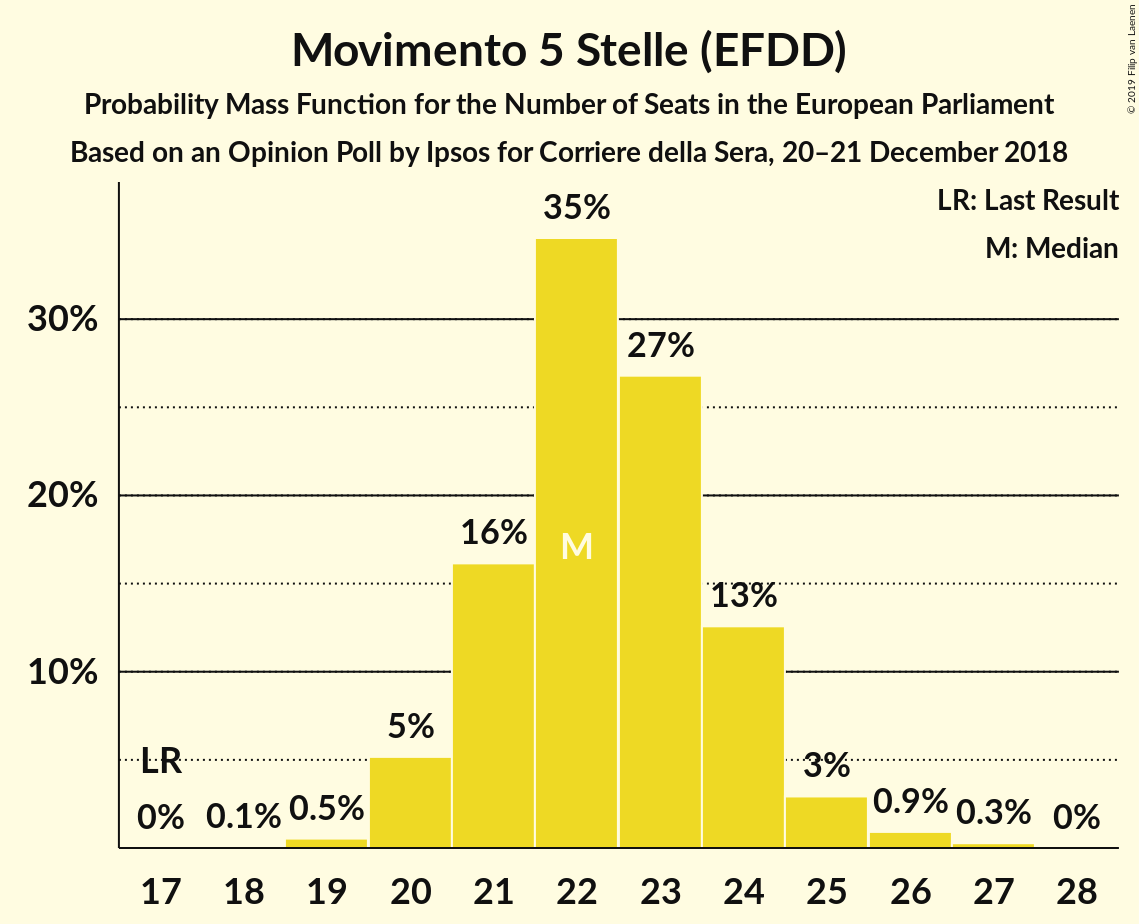 Movimento 5 Stelle (EFDD)
Probability Mass Function for the Number of Seats in the European Parliament
Based on an Opinion Poll by Ipsos for Corriere della Sera, 20–21 December 2018
© 2019 Filip van Laenen
LR: Last Result
M: Median
35%
30%
27%
20%
16%
M
13%
10%
5%
LR
3%
0%
0.1%
0.5%
0.9%
0.3%
0%
17 18 19 20 21 22 23 24 25 26 27 28